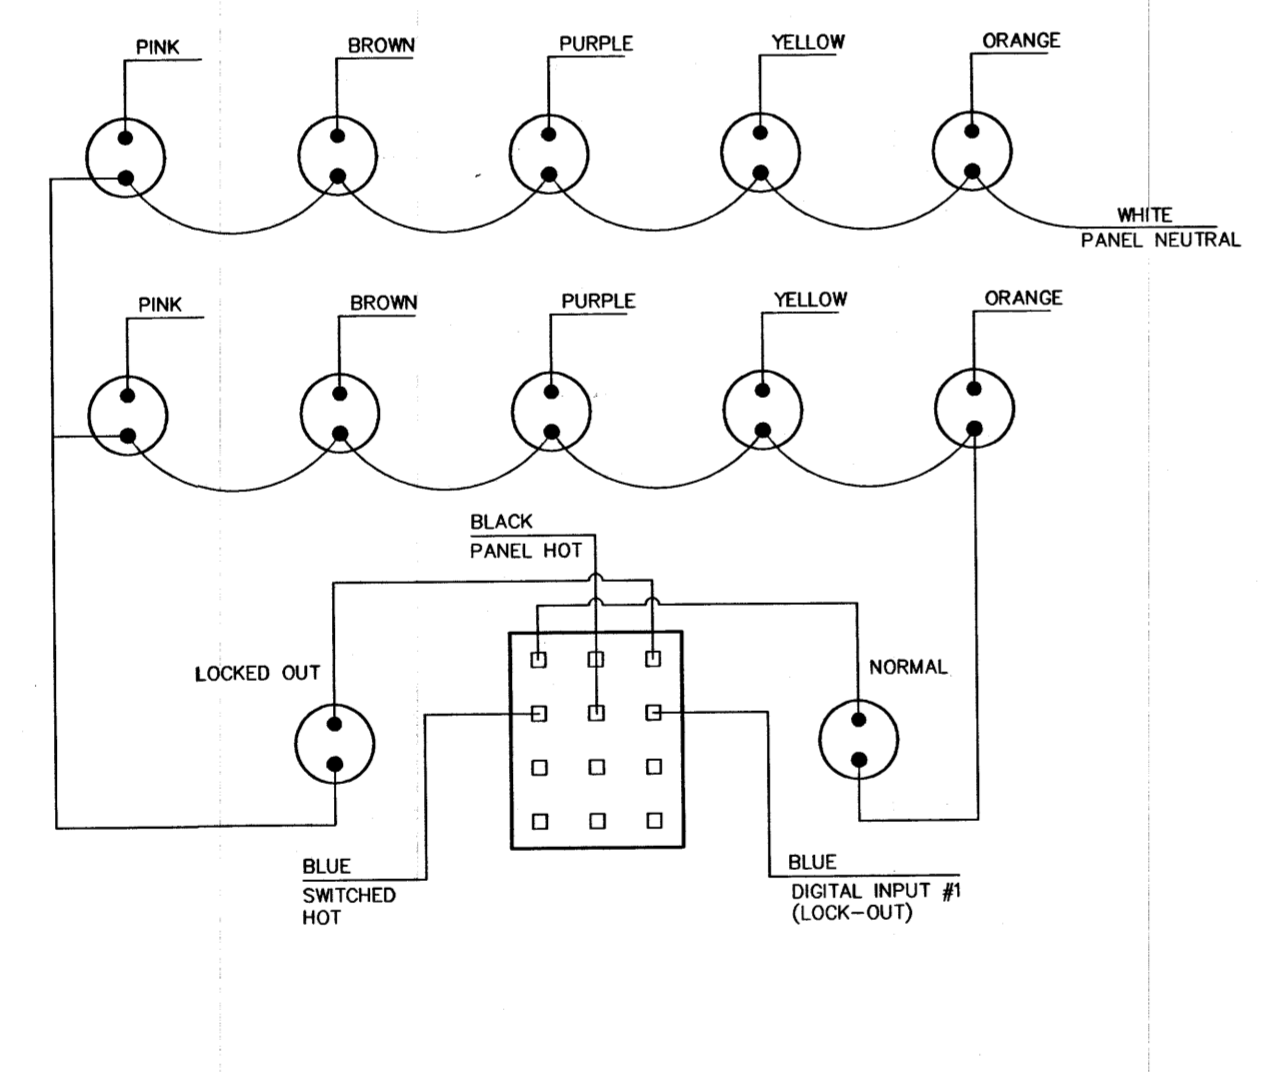 PINK
BROWN
PURPLE
YELLOW
ORANGE
WHITE
PANEL NEUTRAL
PINK
BROWN
PURPLE
YELLOW
ORANGE
BLACK
PANEL HOT
LOCKED OUT
NORMAL
BLUE
SWITCHED
HOT
BLUE
DIGITAL INPUT #1
(LOCK-OUT)